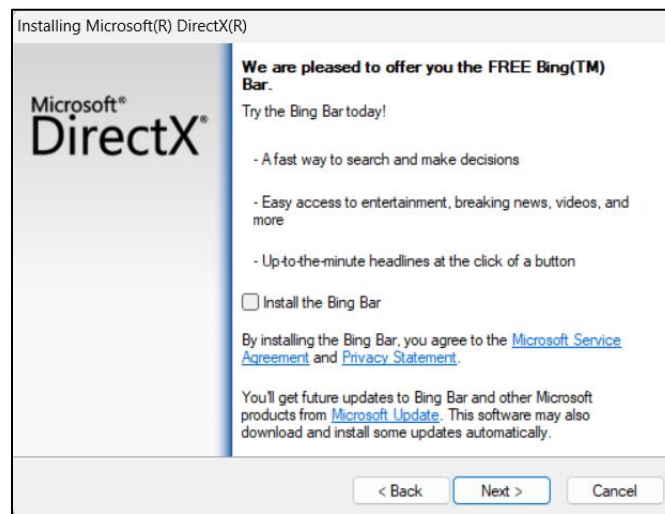 Installing Microsoft(R) DirectX(R)
Microsoft®
DirectX®
We are pleased to offer you the FREE Bing(TM)
Bar.
Try the Bing Bar today!
- A fast way to search and make decisions
- Easy access to entertainment, breaking news, videos, and
more
- Up-to-the-minute headlines at the click of a button
Install the Bing Bar
By installing the Bing Bar, you agree to the Microsoft Service
Agreement and Privacy Statement.
You'll get future updates to Bing Bar and other Microsoft
products from Microsoft Update. This software may also
download and install some updates automatically.
< Back
Next >
Cancel